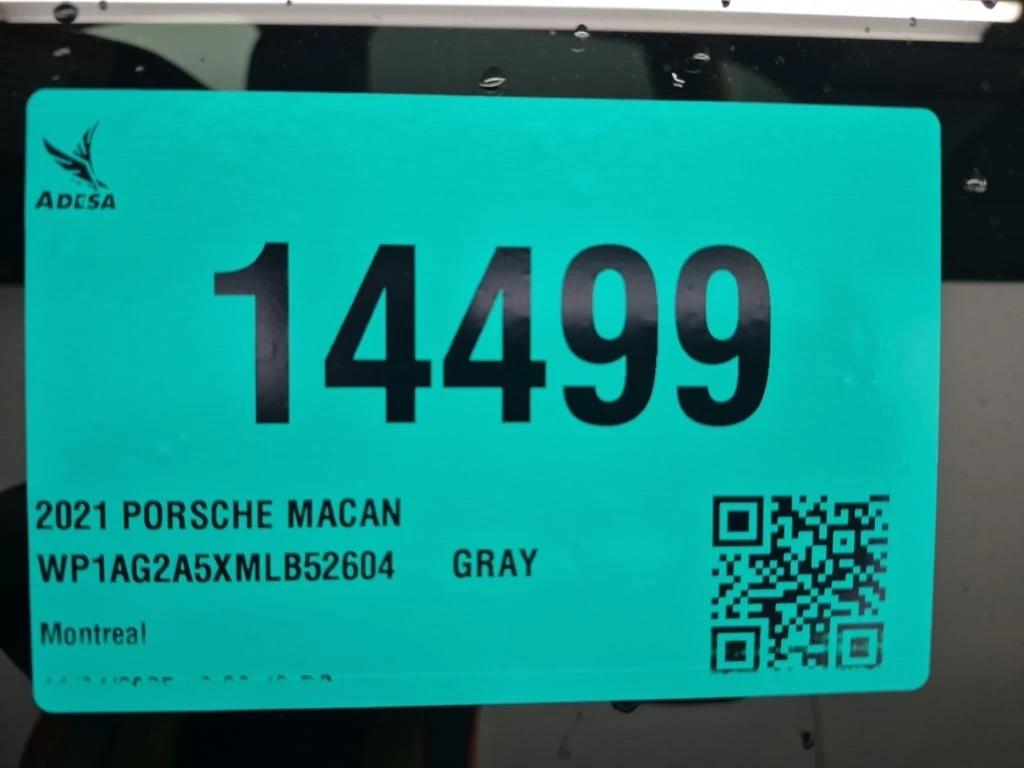 ADESA
14499
2021 PORSCHE MACAN
WP1AG2A5XMLB52604 GRAY
Montreal